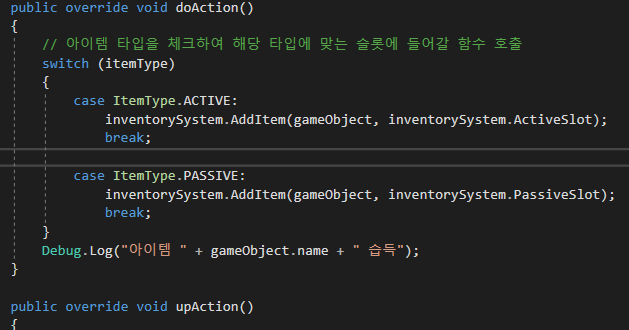 public override void doAction()
{
// 아이템 타입을 체크하여 해당 타입에 맞는 슬롯에 들어갈 함수 호출
switch (itemType)
{
case ItemType.ACTIVE:
inventorySystem.AddItem(gameObject, inventorySystem.ActiveSlot);
break;
case ItemType.PASSIVE:
inventorySystem.AddItem(gameObject, inventorySystem.PassiveSlot);
break;
}
Debug.Log("아이템 " + gameObject.name + " 습득");
}
public override void upAction()
{